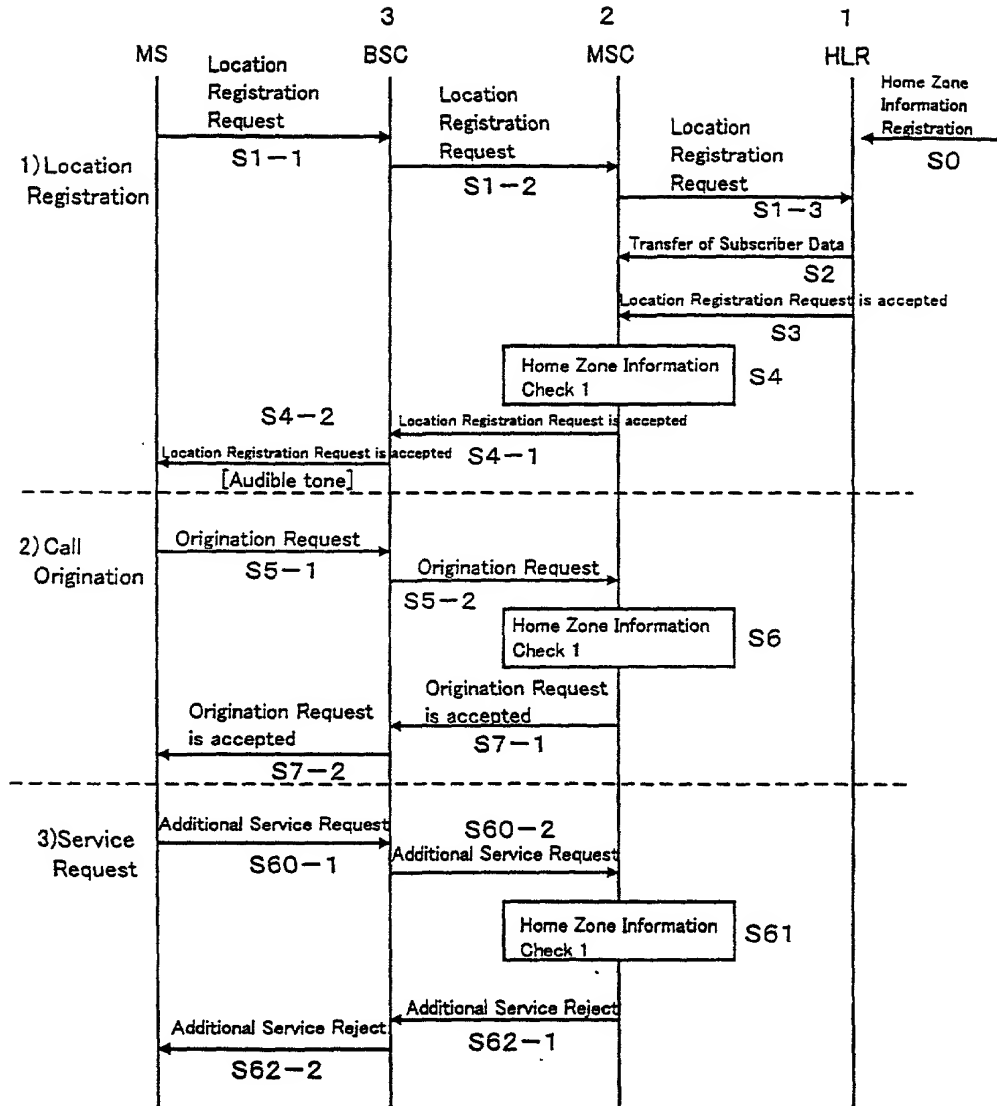 3
2
1
MS
BSC
MSC
HLR
Location
Registration
Request
S1-1
Location
Registration
Request
S1-2
Location
Registration
Request
S1-3
Home Zone
Information
Registration
S0
1)Location
Registration
Transfer of Subscriber Data
S2
Location Registration Request is accepted
S3
Home Zone Information
Check 1
S4
S4-2
Location Registration Request is accepted
S4-1
Location Registration Request is accepted
[Audible tone]
2)Call
Origination
Origination Request
S5-1
Origination Request
S5-2
Home Zone Information
Check 1
S6
Origination Request
is accepted
S7-1
Origination Request
is accepted
S7-2
3)Service
Request
Additional Service Request
S60-1
S60-2
Additional Service Request
Home Zone Information
Check 1
S61
Additional Service Reject
S62-1
Additional Service Reject
S62-2